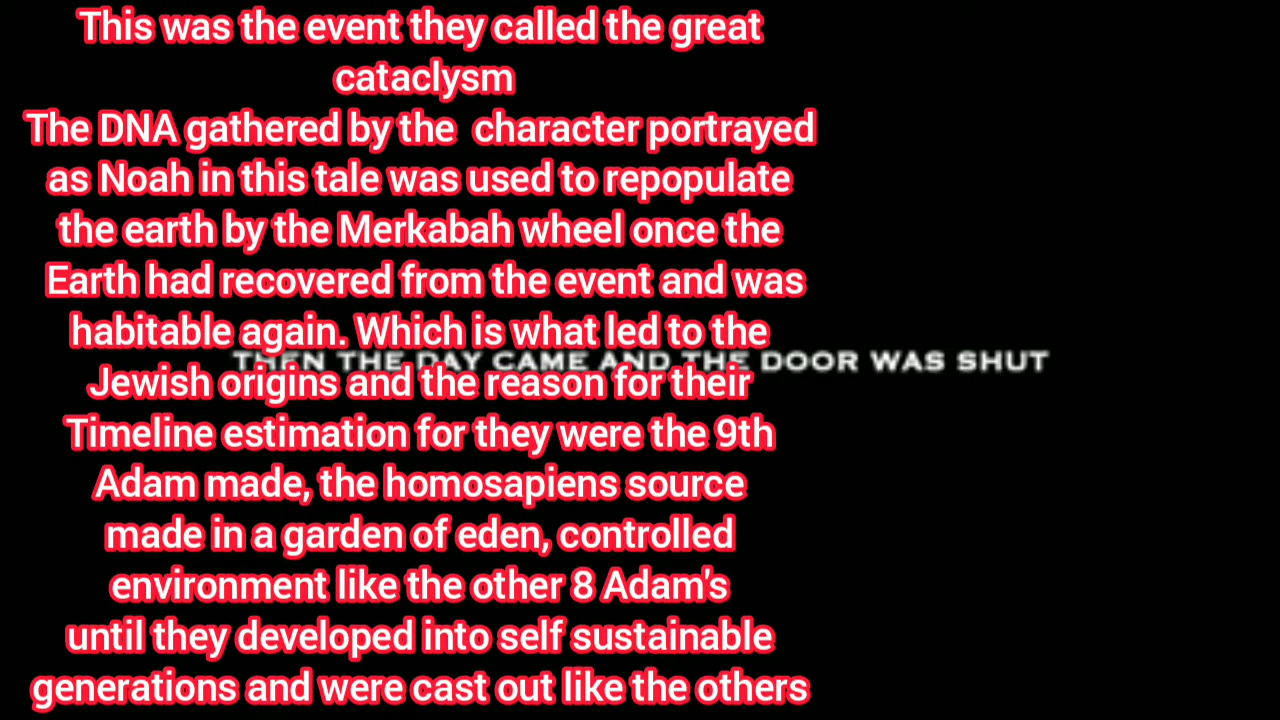 This was the event they called the great
cataclysm
The DNA gathered by the  character portrayed
as Noah in this tale was used to repopulate
the earth by the Merkabah wheel once the
Earth had recovered from the event and was
habitable again. Which is what led to the
THEN THE DAY CAME AND THE DOOR WAS SHUT
Jewish origins and the reason for their
Timeline estimation for they were the 9th
Adam made, the homosapiens source
made in a garden of eden, controlled
environment like the other 8 Adam's
until they developed into self sustainable
generations and were cast out like the others